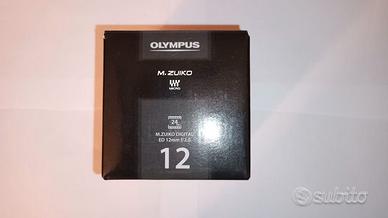 OLYMPUS
M.ZUIKO
MICRO
24
M.ZUIKO DIGITAL
ED 12mm f2.0
12
subito